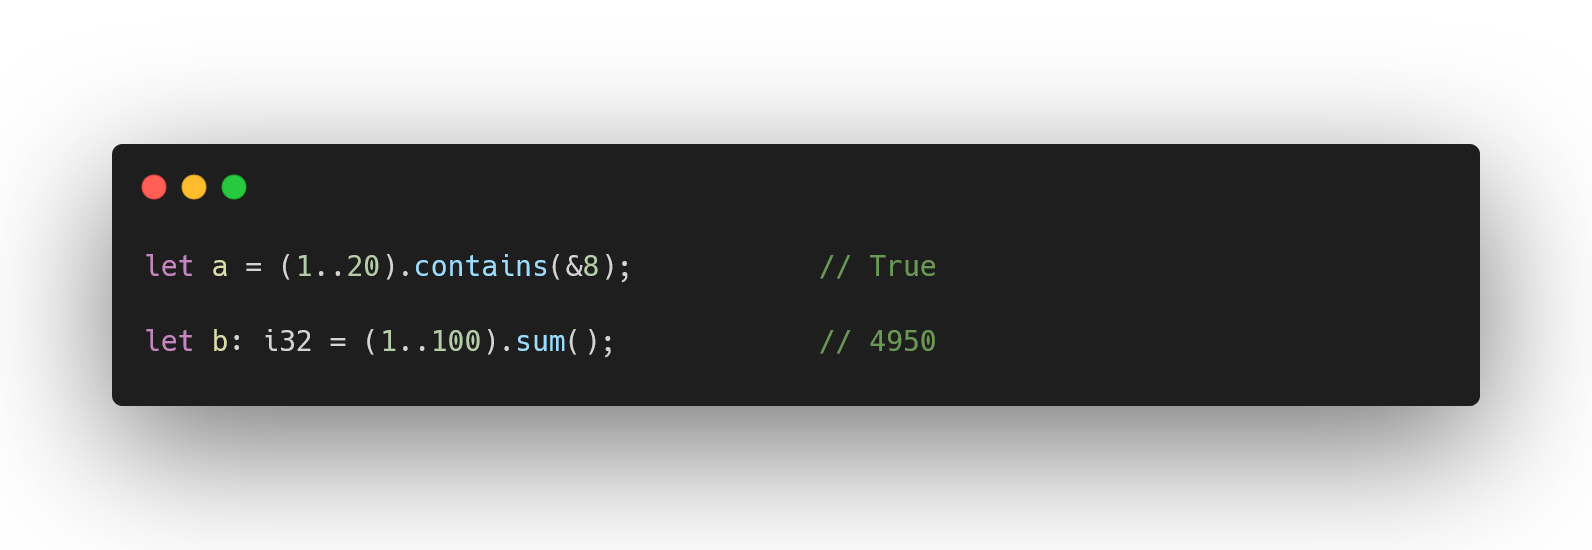 let a = (1..20).contains(&8);           // True
let b: i32 = (1..100).sum();            // 4950